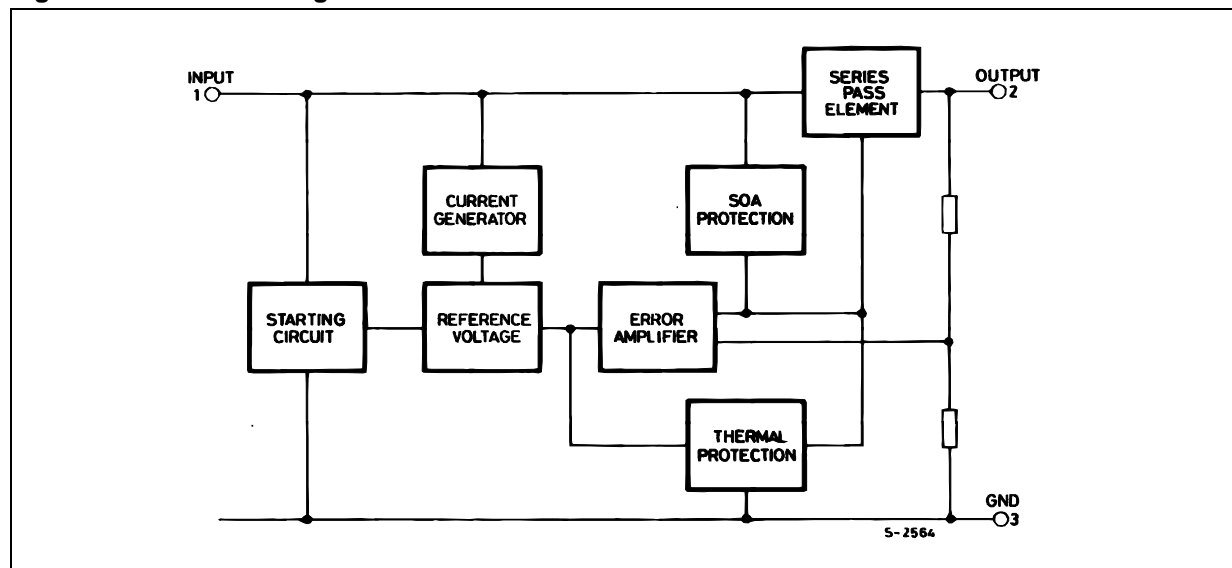 INPUT
1
SERIES
PASS
ELEMENT
OUTPUT
2
CURRENT
GENERATOR
SOA
PROTECTION
STARTING
CIRCUIT
REFERENCE
VOLTAGE
ERROR
AMPLIFIER
THERMAL
PROTECTION
GND
3
S-2564